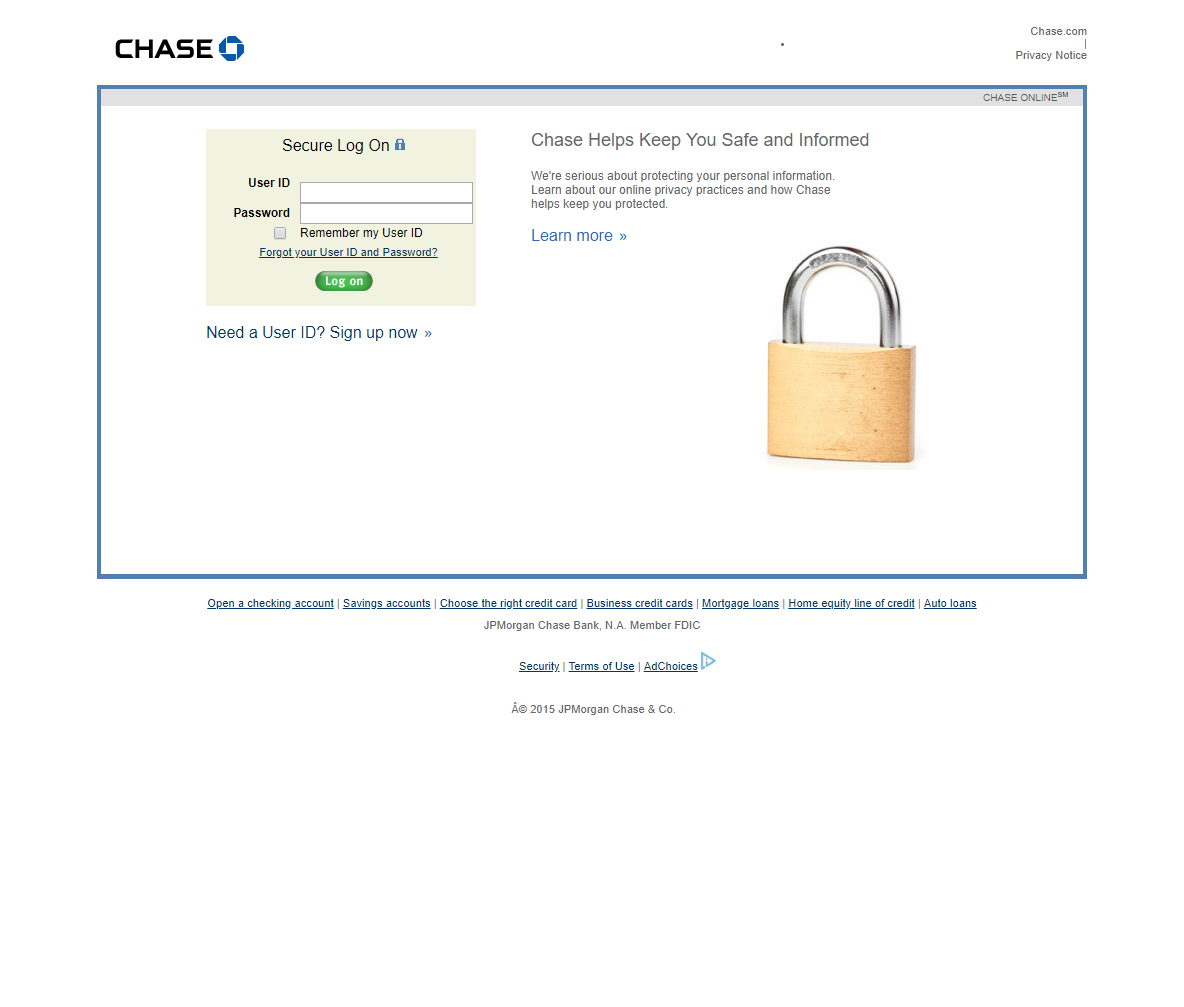 CHASE
Chase.com
|
Privacy Notice
CHASE ONLINESM
Secure Log On
User ID
Password
Remember my User ID
Forgot your User ID and Password?
Log on
Need a User ID? Sign up now »
Chase Helps Keep You Safe and Informed
We're serious about protecting your personal information.
Learn about our online privacy practices and how Chase
helps keep you protected.
Learn more »
Open a checking account | Savings accounts | Choose the right credit card | Business credit cards | Mortgage loans | Home equity line of credit | Auto loans
JPMorgan Chase Bank, N.A. Member FDIC
Security | Terms of Use | AdChoices
© 2015 JPMorgan Chase & Co.